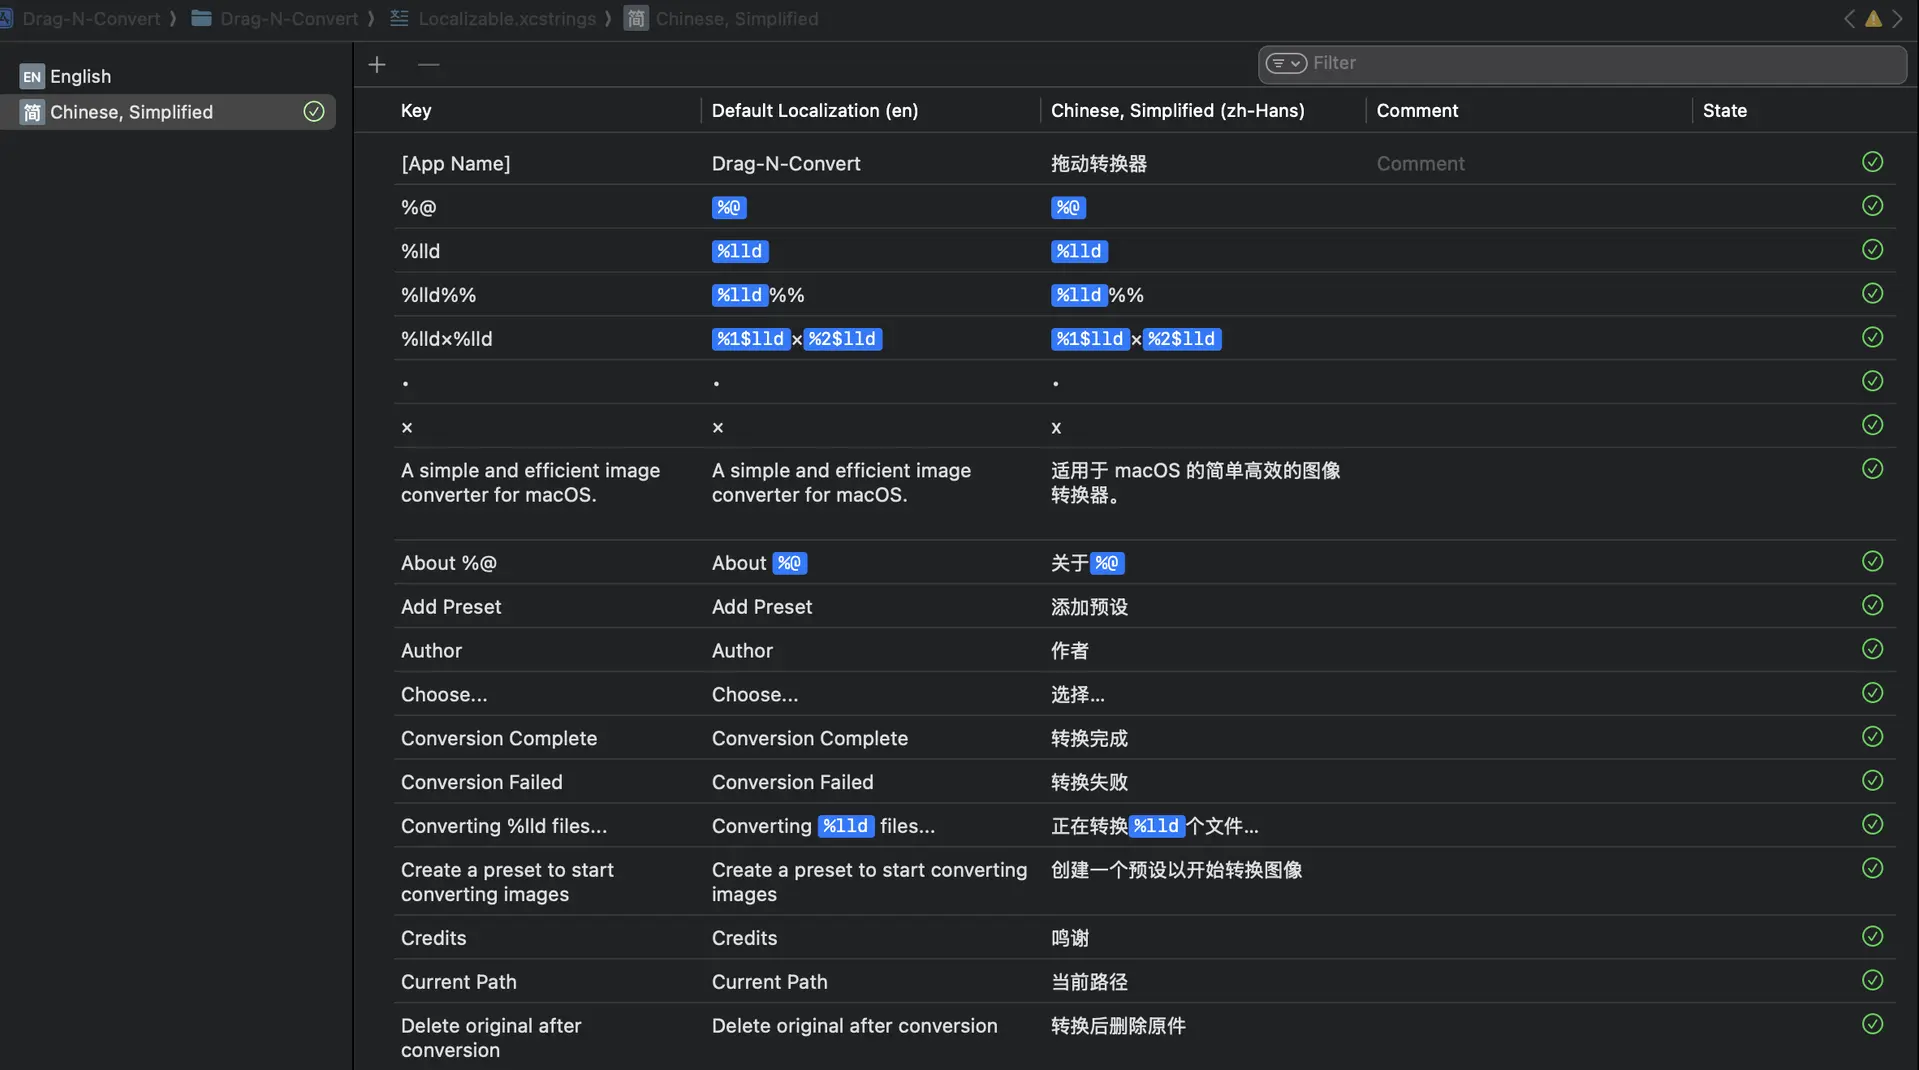 Drag-N-Convert 〉 Drag-N-Convert 〉 Localizable.xcstrings 〉 简 Chinese, Simplified
EN English
简 Chinese, Simplified
Filter
Key Default Localization (en) Chinese, Simplified (zh-Hans) Comment State
[App Name] Drag-N-Convert 拖动转换器 Comment
%@ %@ %@
%lld %lld %lld
%lld%% %lld%% %lld%%
%lld×%lld %1$lld×%2$lld %1$lld×%2$lld
• • •
× × x
A simple and efficient image A simple and efficient image 适用于 macOS 的简单高效的图像
converter for macOS. converter for macOS. 转换器。
About %@ About %@ 关于%@
Add Preset Add Preset 添加预设
Author Author 作者
Choose... Choose... 选择...
Conversion Complete Conversion Complete 转换完成
Conversion Failed Conversion Failed 转换失败
Converting %lld files... Converting %lld files... 正在转换%lld个文件...
Create a preset to start Create a preset to start converting 创建一个预设以开始转换图像
converting images images
Credits Credits 鸣谢
Current Path Current Path 当前路径
Delete original after Delete original after conversion 转换后删除原件
conversion